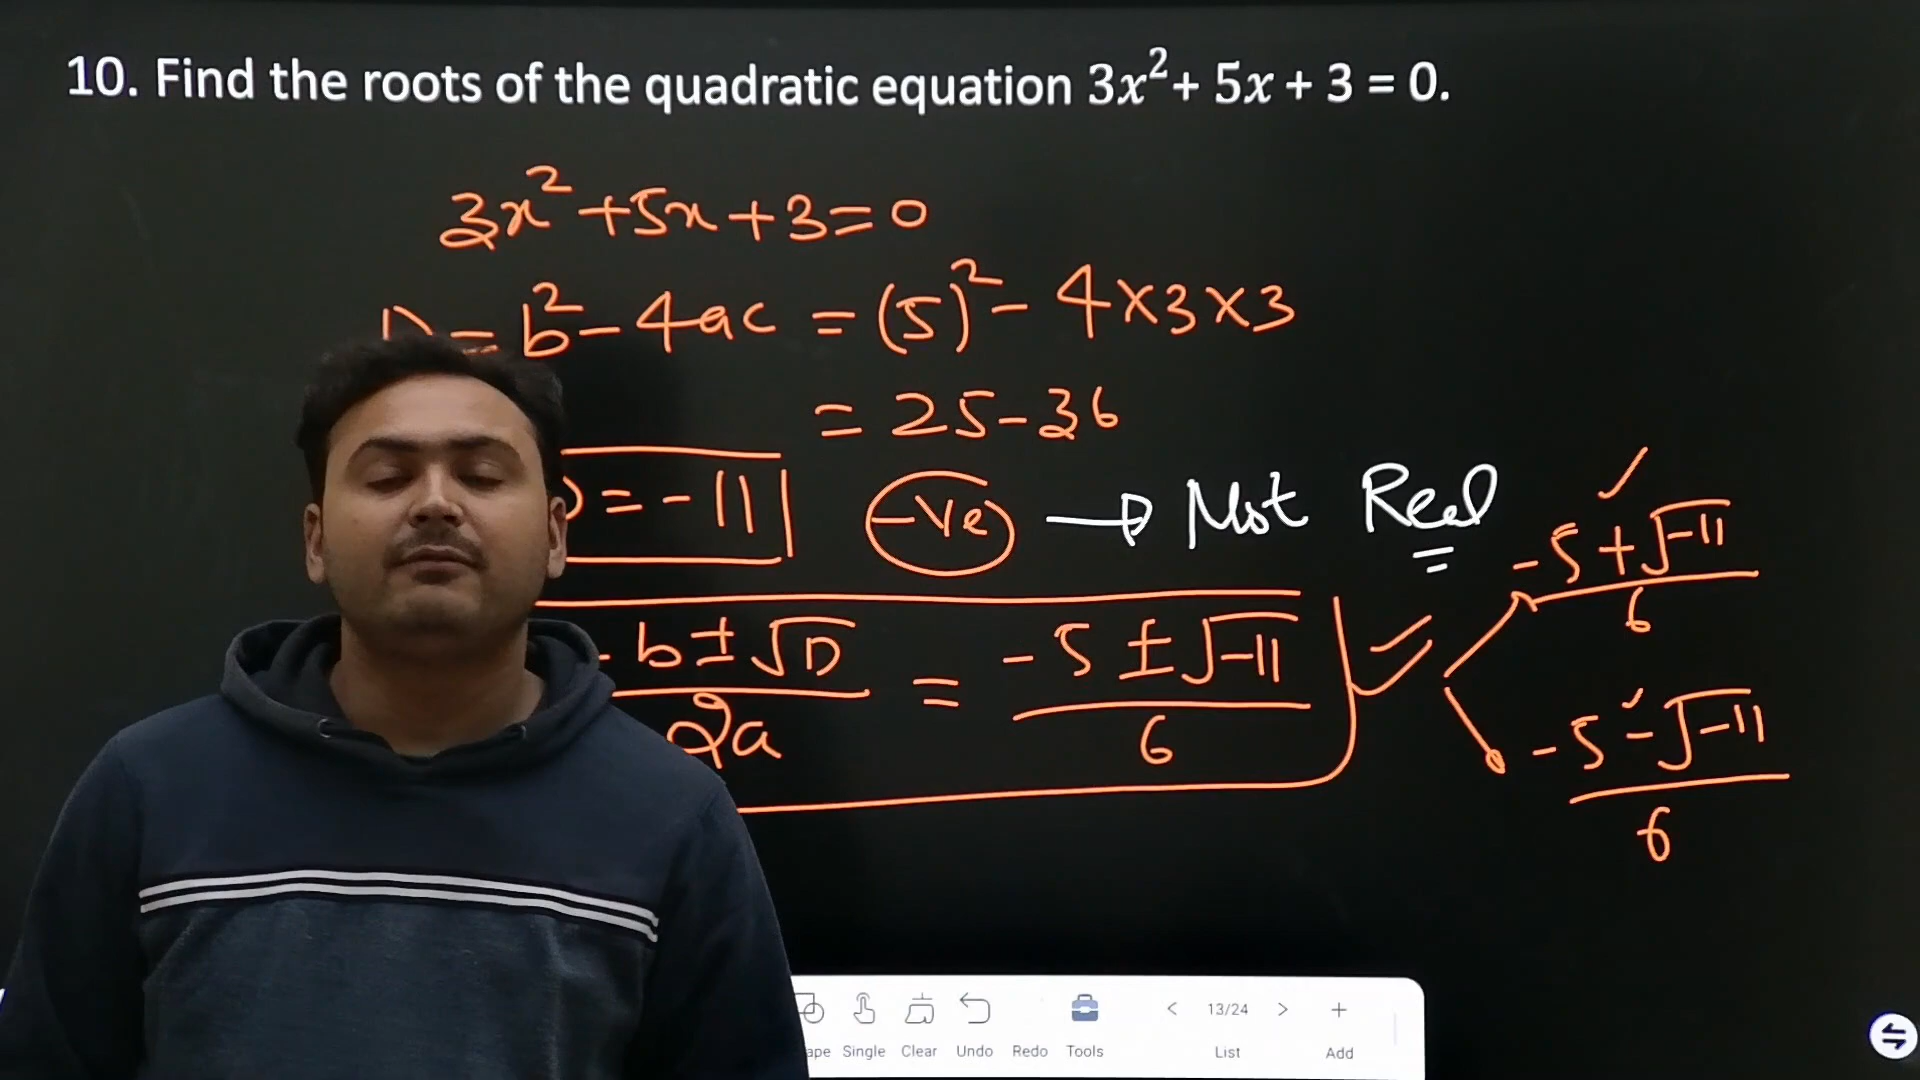 10. Find the roots of the quadratic equation 3x²+ 5x + 3 = 0.
3x²+5x+3=0
D = b²-4ac = (5)²- 4×3×3
= 25-36
D = -11 -ve → Not Real
-b±√D/2a = -5±√-11/6
-5+√-11/6
-5-√-11/6
Single Clear Undo Redo Tools < 13/24 > List + Add